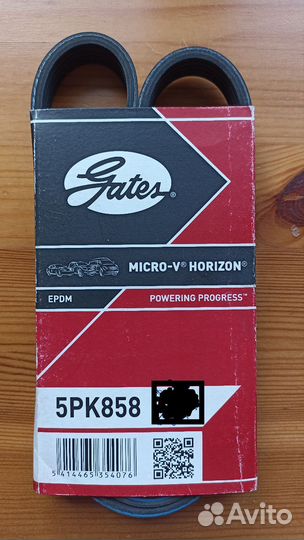 Gates®
MICRO-V® HORIZON®
EPDM
POWERING PROGRESS™
5PK858
5 414465 354076
Avito